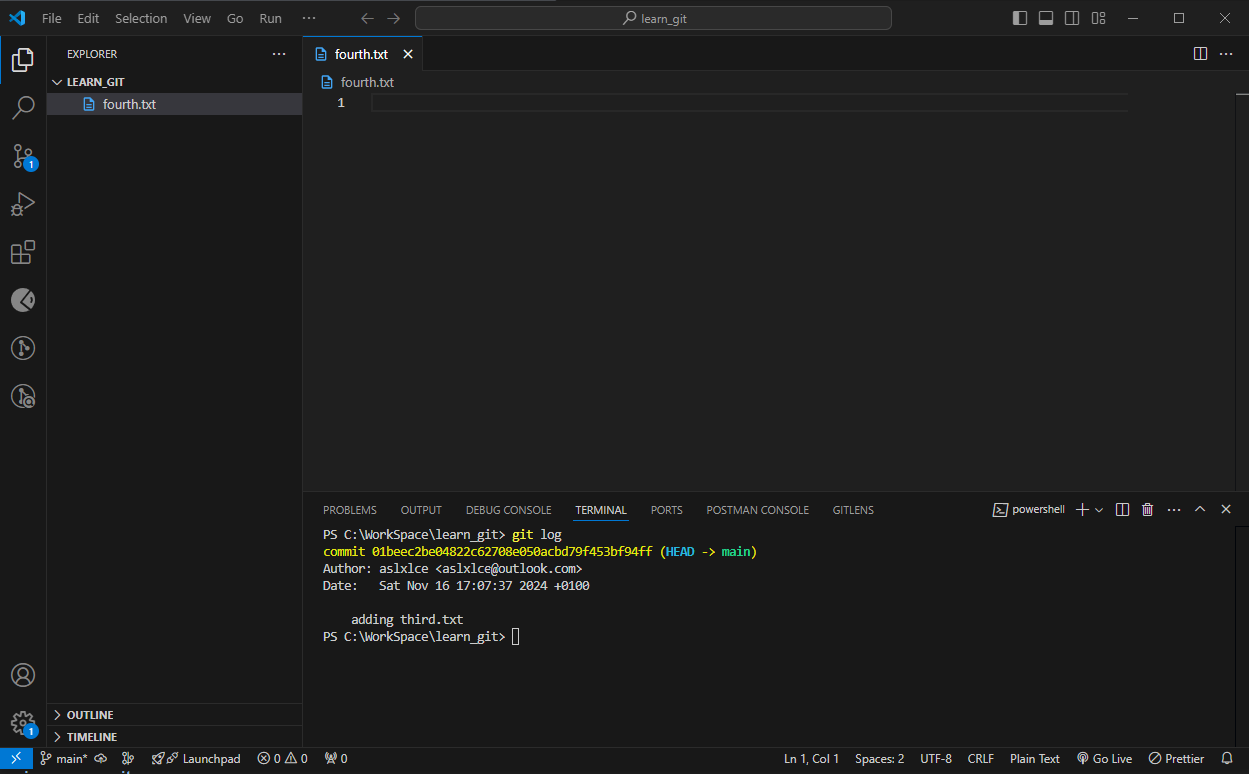 File Edit Selection View Go Run ··· learn_git
EXPLORER ···
LEARN_GIT
fourth.txt
1
fourth.txt
fourth.txt
1
PROBLEMS OUTPUT DEBUG CONSOLE TERMINAL PORTS POSTMAN CONSOLE GITLENS powershell
PS C:\WorkSpace\learn_git> git log
commit 01beec2be04822c62708e050acbd79f453bf94ff (HEAD -> main)
Author: aslxlce <aslxlce@outlook.com>
Date:   Sat Nov 16 17:07:37 2024 +0100
    adding third.txt
PS C:\WorkSpace\learn_git>
1
OUTLINE
TIMELINE
main* Launchpad 0 0 0 Ln 1, Col 1 Spaces: 2 UTF-8 CRLF Plain Text Go Live Prettier